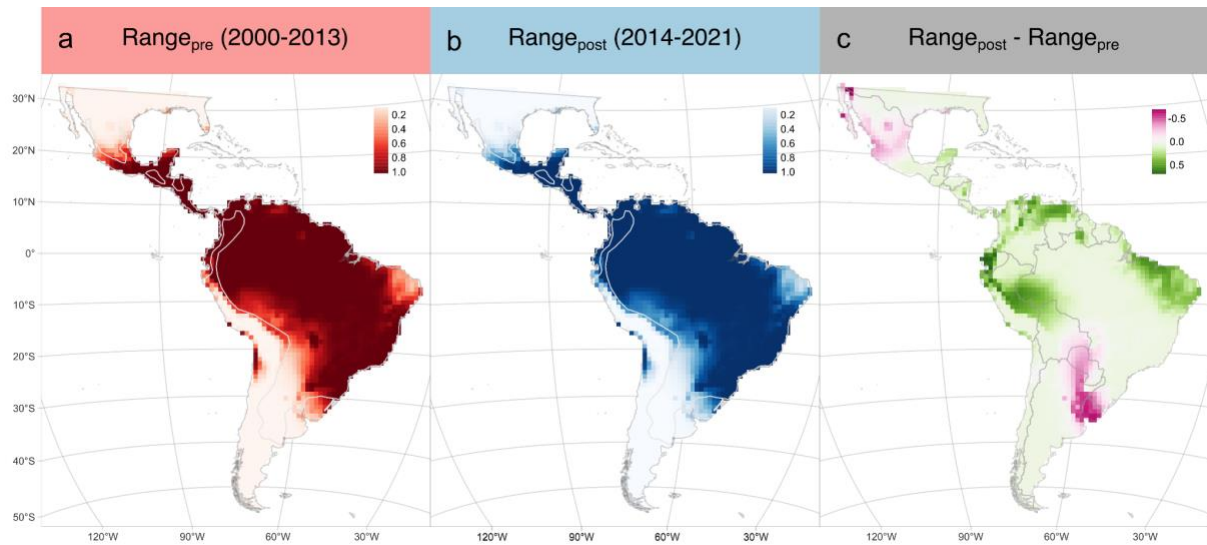 a Range_pre (2000-2013)
b Range_post (2014-2021)
c Range_post - Range_pre
30°N
20°N
10°N
0°
10°S
20°S
30°S
40°S
50°S
0.2
0.4
0.6
0.8
1.0
0.2
0.4
0.6
0.8
1.0
-0.5
0.0
0.5
120°W 90°W 60°W 30°W
120°W 90°W 60°W 30°W
120°W 90°W 60°W 30°W